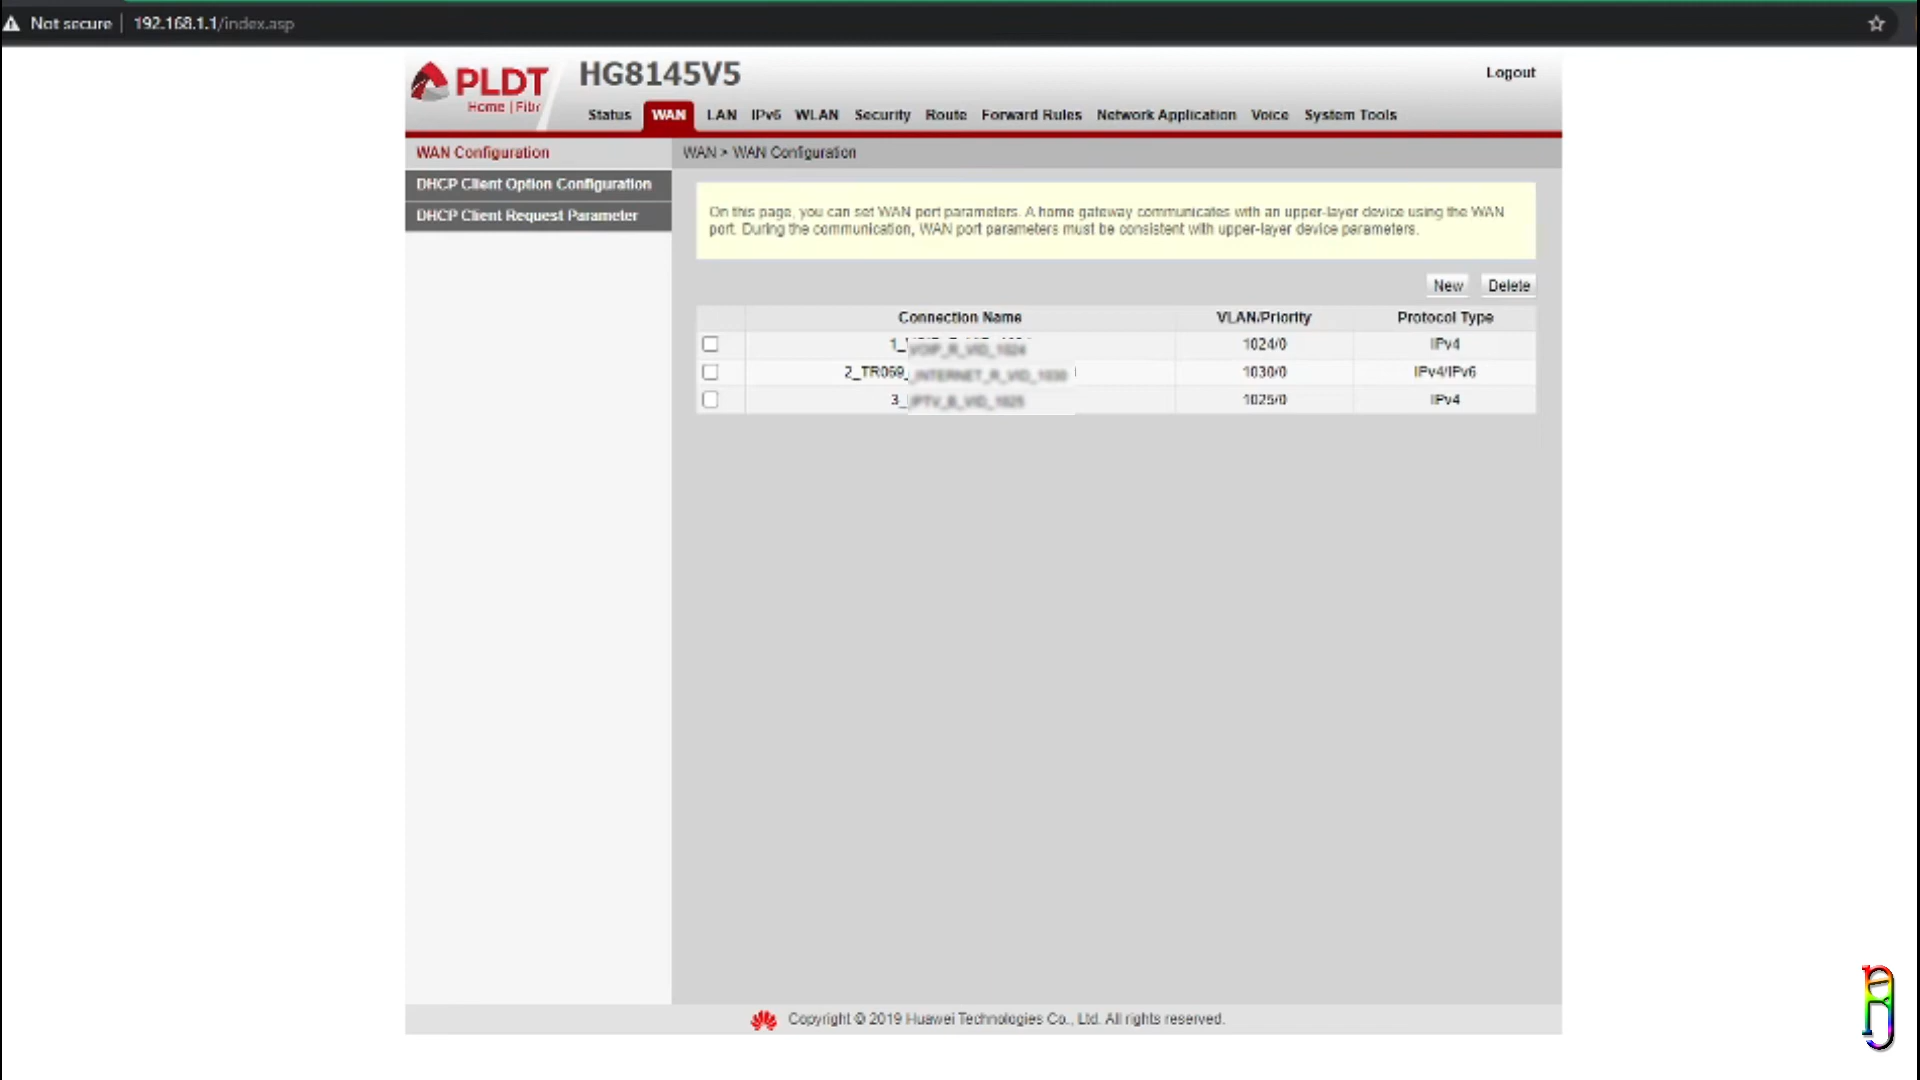 Not secure | 192.168.1.1/index.asp
PLDT
Home | Fibr
HG8145V5
Logout
Status WAN LAN IPv6 WLAN Security Route Forward Rules Network Application Voice System Tools
WAN Configuration
DHCP Client Option Configuration
DHCP Client Request Parameter
WAN > WAN Configuration
On this page, you can set WAN port parameters. A home gateway communicates with an upper-layer device using the WAN
port. During the communication, WAN port parameters must be consistent with upper-layer device parameters.
New Delete
Connection Name VLAN/Priority Protocol Type
1_VOIP_R_VID_1024 1024/0 IPv4
2_TR069_INTERNET_R_VID_1030 1030/0 IPv4/IPv6
3_IPTV_B_VID_1025 1025/0 IPv4
Copyright © 2019 Huawei Technologies Co., Ltd. All rights reserved.